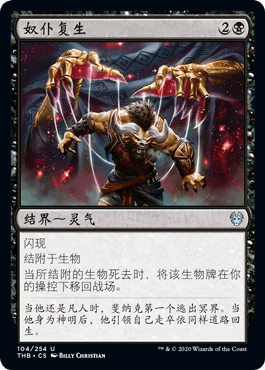 奴仆复生 2
结界～灵气
闪现
结附于生物
当所结附的生物死去时，将该生物牌在你
的操控下移回战场。
当他还是凡人时，斐纳克第一个逃出冥界。当
他身为神明后，他引领自己走卒依同样道路回
生。
104/254 U
THB • CS BILLY CHRISTIAN
™ & © 2020 Wizards of the Coast